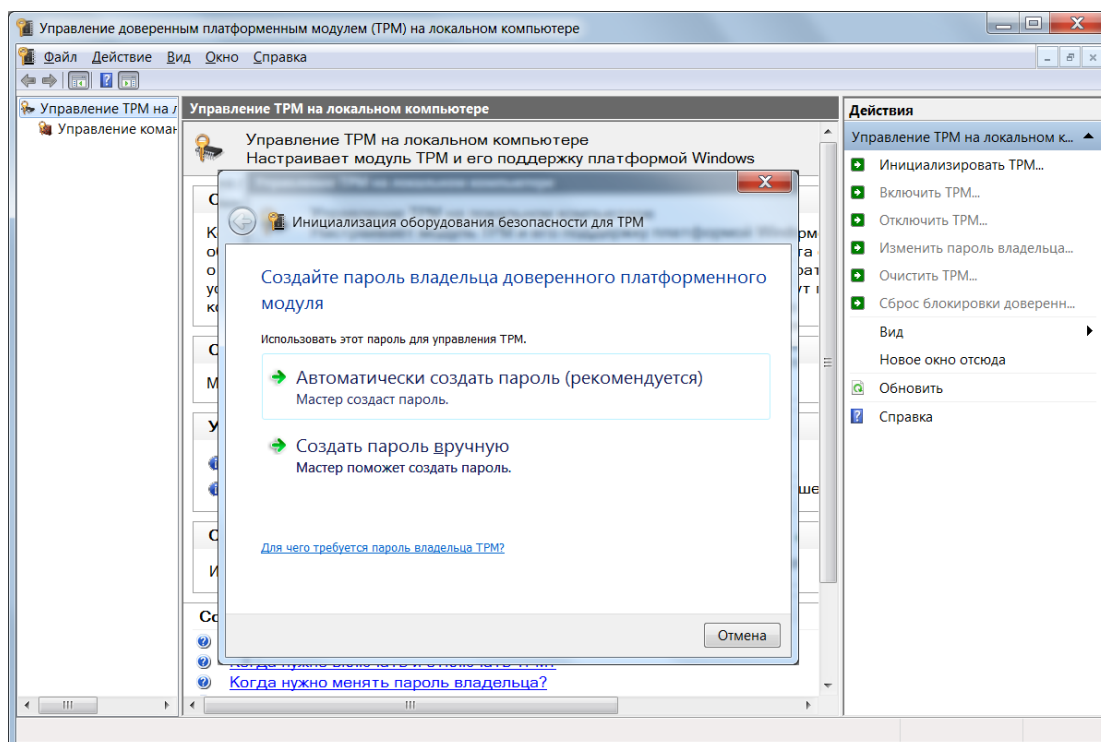 Управление доверенным платформенным модулем (TPM) на локальном компьютере
Файл Действие Вид Окно Справка
Управление TPM на л
Управление коман
Управление TPM на локальном компьютере
Управление TPM на локальном компьютере
Настраивает модуль TPM и его поддержку платформой Windows
Инициализация оборудования безопасности для TPM
Создайте пароль владельца доверенного платформенного
модуля
Использовать этот пароль для управления TPM.
Автоматически создать пароль (рекомендуется)
Мастер создаст пароль.
Создать пароль вручную
Мастер поможет создать пароль.
Для чего требуется пароль владельца TPM?
Отмена
Когда нужно менять пароль владельца?
Действия
Управление TPM на локальном к...
Инициализировать TPM...
Включить TPM...
Отключить TPM...
Изменить пароль владельца...
Очистить TPM...
Сброс блокировки доверенн...
Вид
Новое окно отсюда
Обновить
Справка